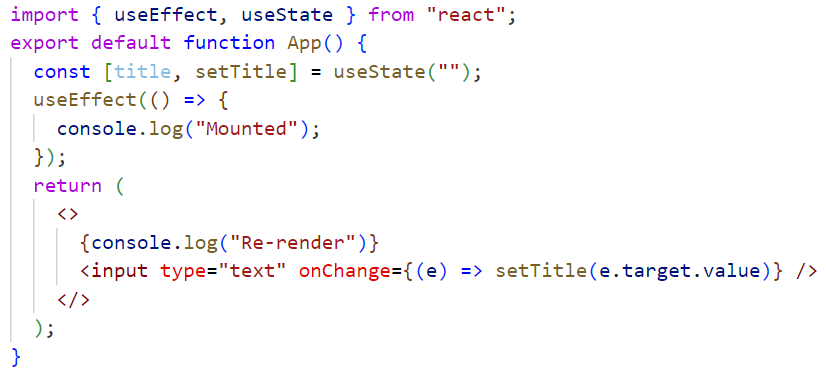 import { useEffect, useState } from "react";
export default function App() {
  const [title, setTitle] = useState("");
  useEffect(() => {
    console.log("Mounted");
  });
  return (
    <>
      {console.log("Re-render")}
      <input type="text" onChange={(e) => setTitle(e.target.value)} />
    </>
  );
}